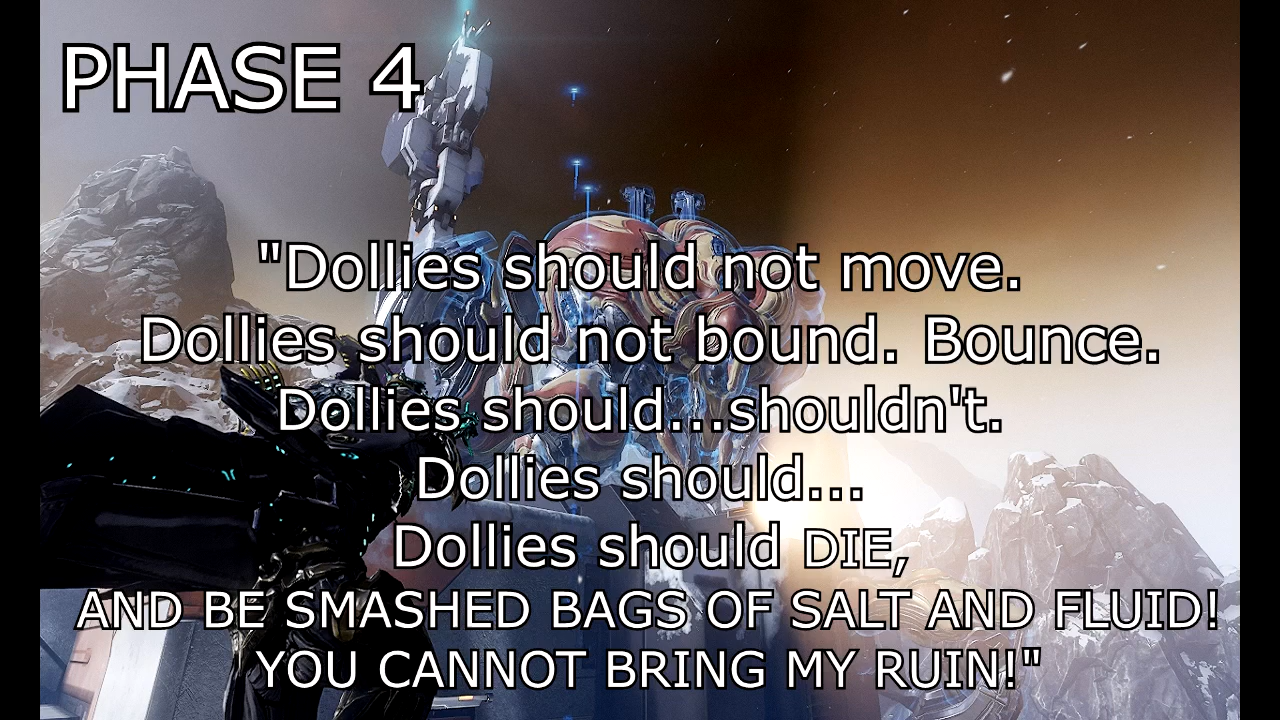 PHASE 4
"Dollies should not move.
Dollies should not bound. Bounce.
Dollies should...shouldn't.
Dollies should...
Dollies should DIE,
AND BE SMASHED BAGS OF SALT AND FLUID!
YOU CANNOT BRING MY RUIN!"